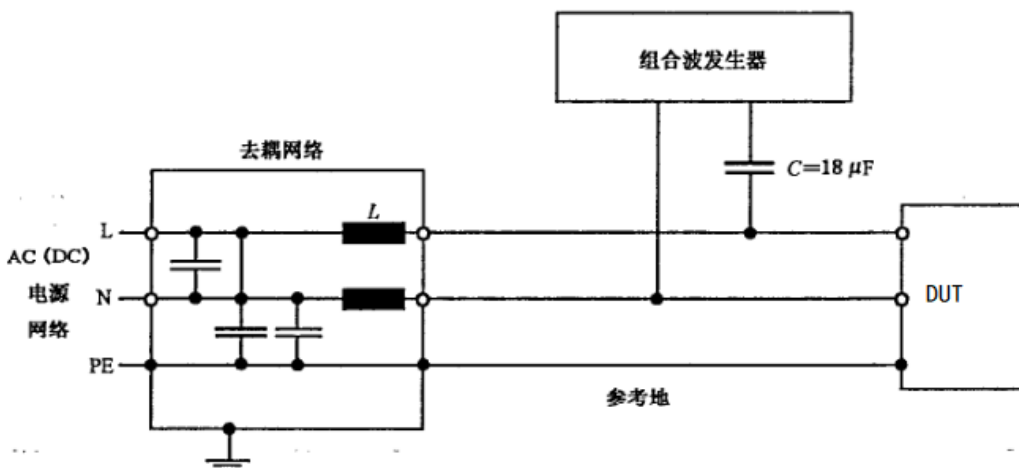 组合波发生器
去耦网络
C=18 μF
L
L
AC (DC)
电源
网络
N
DUT
PE
参考地